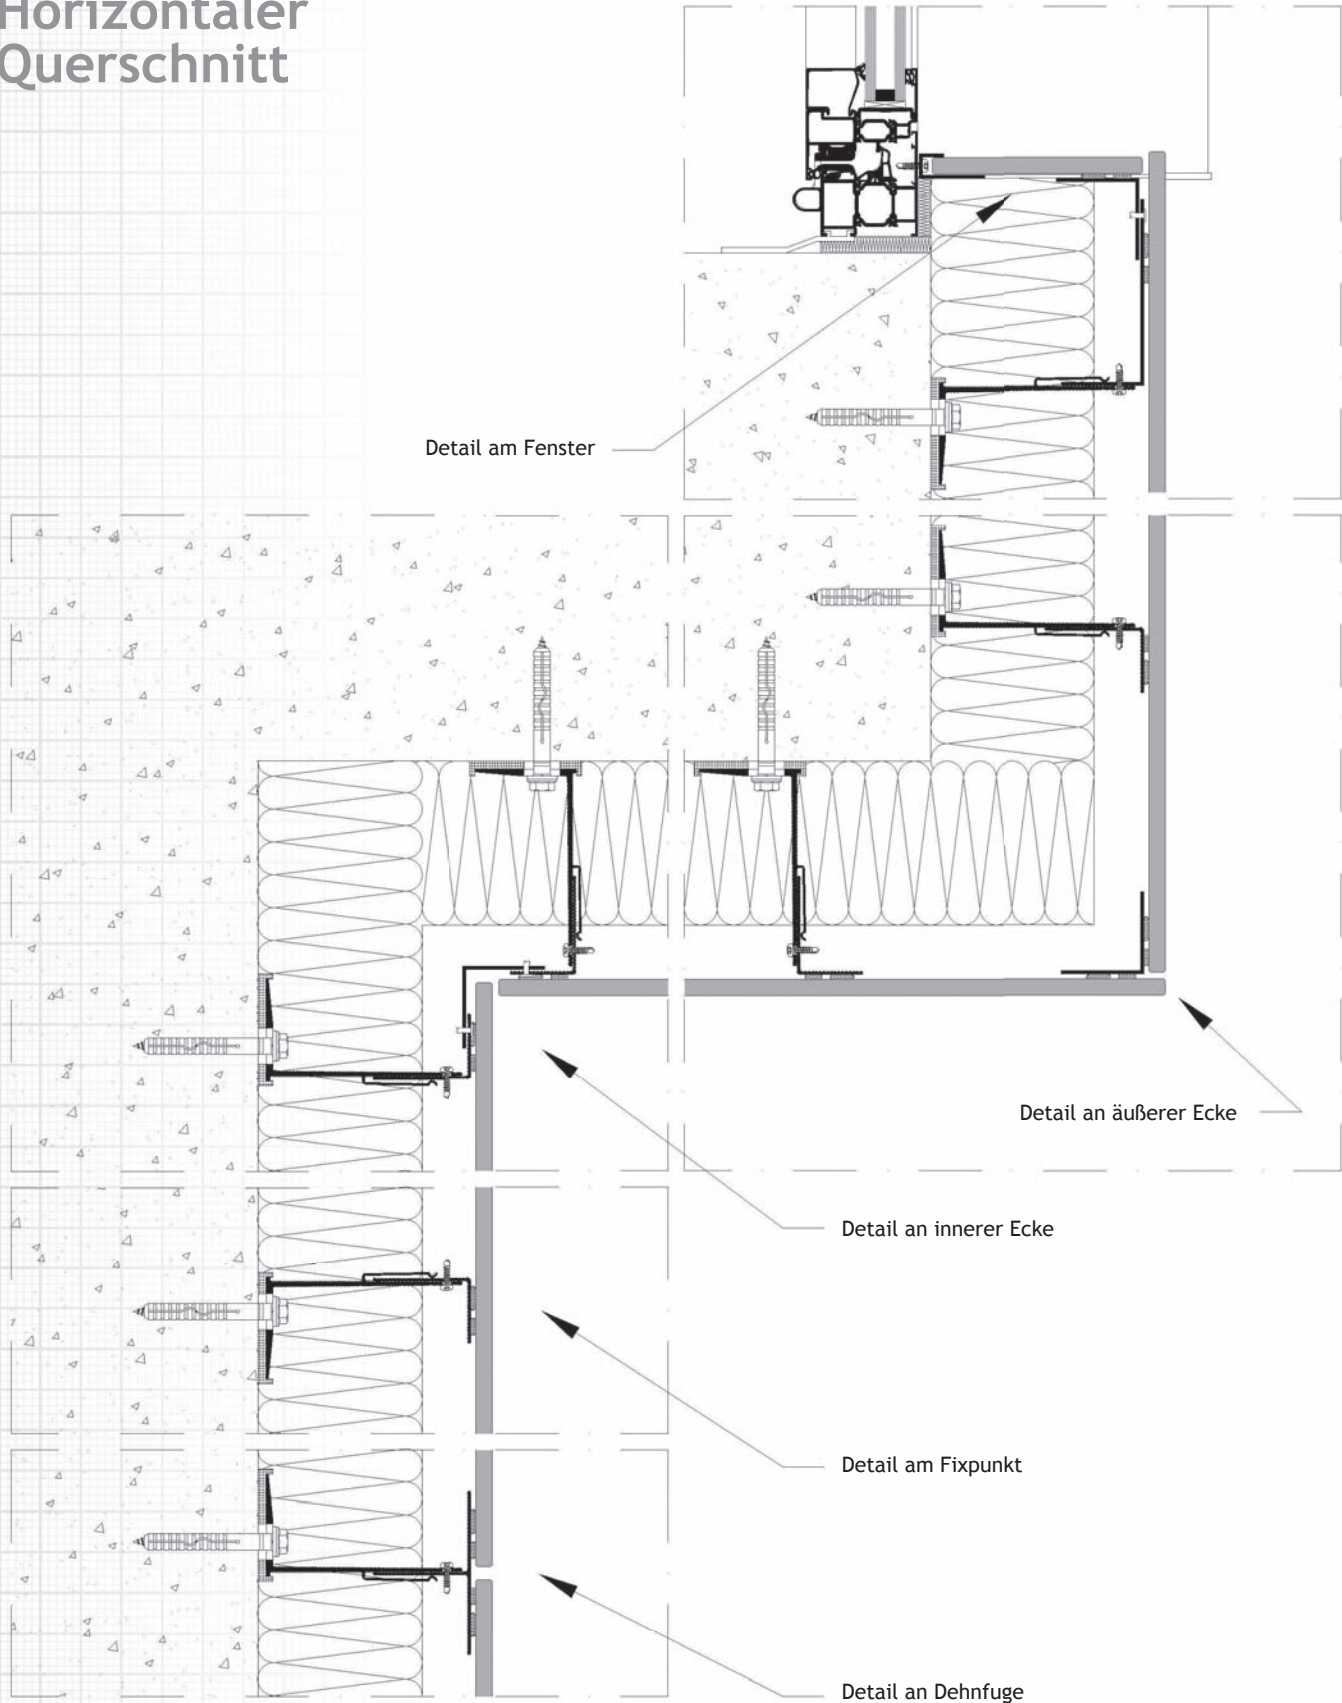 Horizontaler
Querschnitt
Detail am Fenster
Detail an äußerer Ecke
Detail an innerer Ecke
Detail am Fixpunkt
Detail an Dehnfuge